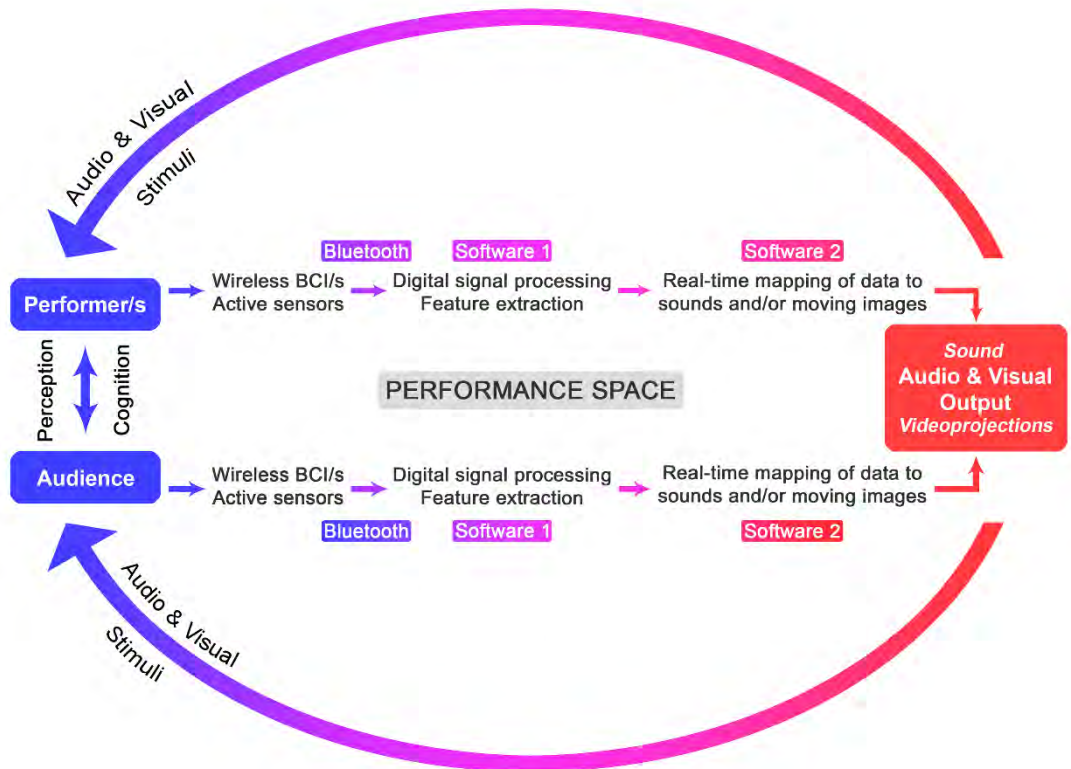 Audio & Visual
Stimuli
Bluetooth
Software 1
Software 2
Performer/s
Wireless BCI/s
Active sensors
Digital signal processing
Feature extraction
Real-time mapping of data to
sounds and/or moving images
Perception
Cognition
PERFORMANCE SPACE
Sound
Audio & Visual
Output
Videoprojections
Audience
Wireless BCI/s
Active sensors
Digital signal processing
Feature extraction
Real-time mapping of data to
sounds and/or moving images
Bluetooth
Software 1
Software 2
Audio & Visual
Stimuli